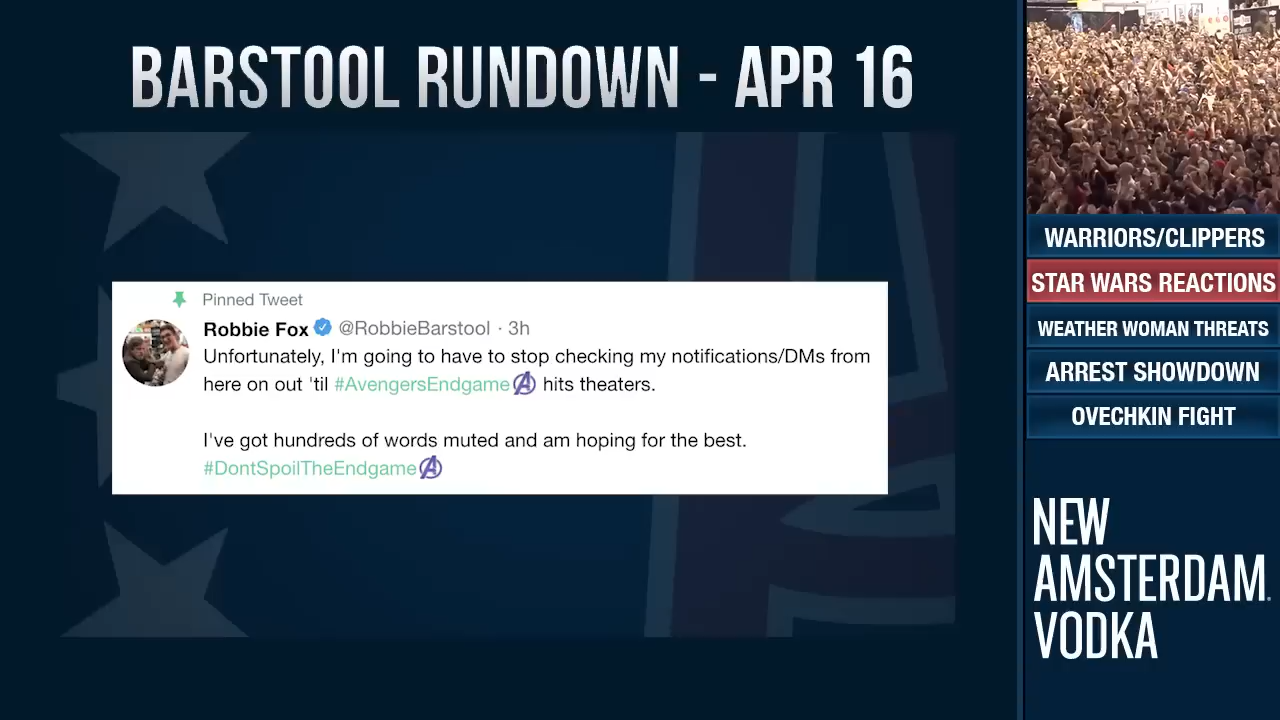 BARSTOOL RUNDOWN - APR 16
Pinned Tweet
Robbie Fox @RobbieBarstool · 3h
Unfortunately, I'm going to have to stop checking my notifications/DMs from
here on out 'til #AvengersEndgame hits theaters.
I've got hundreds of words muted and am hoping for the best.
#DontSpoilTheEndgame
WARRIORS/CLIPPERS
STAR WARS REACTIONS
WEATHER WOMAN THREATS
ARREST SHOWDOWN
OVECHKIN FIGHT
NEW
AMSTERDAM
VODKA